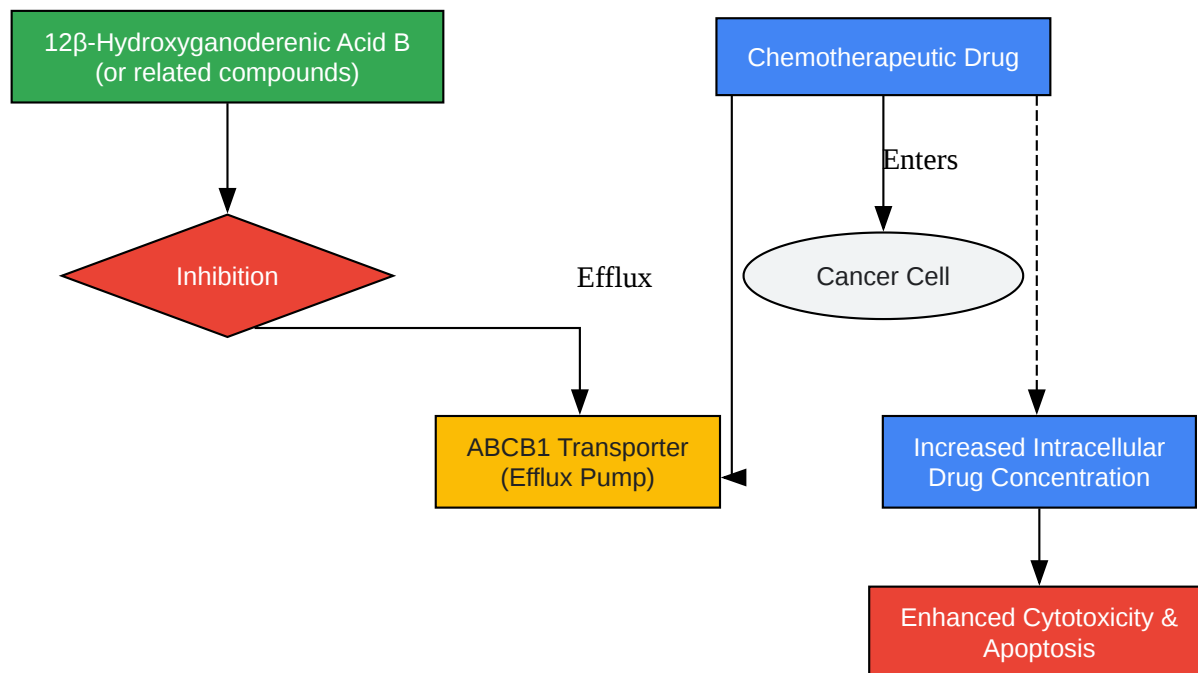 12β-Hydroxyganoderenic Acid B
(or related compounds)
Chemotherapeutic Drug
Enters
Inhibition
Efflux
Cancer Cell
ABCB1 Transporter
(Efflux Pump)
Increased Intracellular
Drug Concentration
Enhanced Cytotoxicity &
Apoptosis